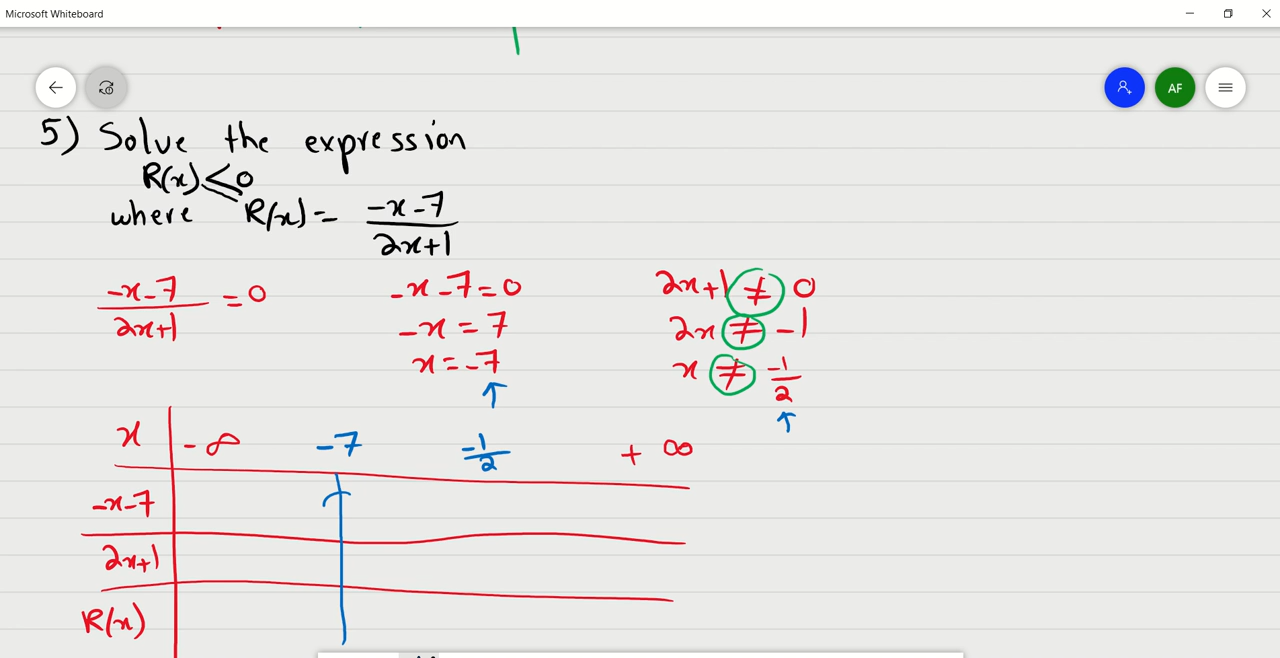 Microsoft Whiteboard
AF
5) Solve the expression
R(x) ≤ 0
where R(x) = (-x-7)/(2x+1)
(-x-7)/(2x+1) = 0
-x-7=0
-x = 7
x = -7
2x+1 ≠ 0
2x ≠ -1
x ≠ -1/2
x -∞ -7 -1/2 +∞
-x-7
2x+1
R(x)